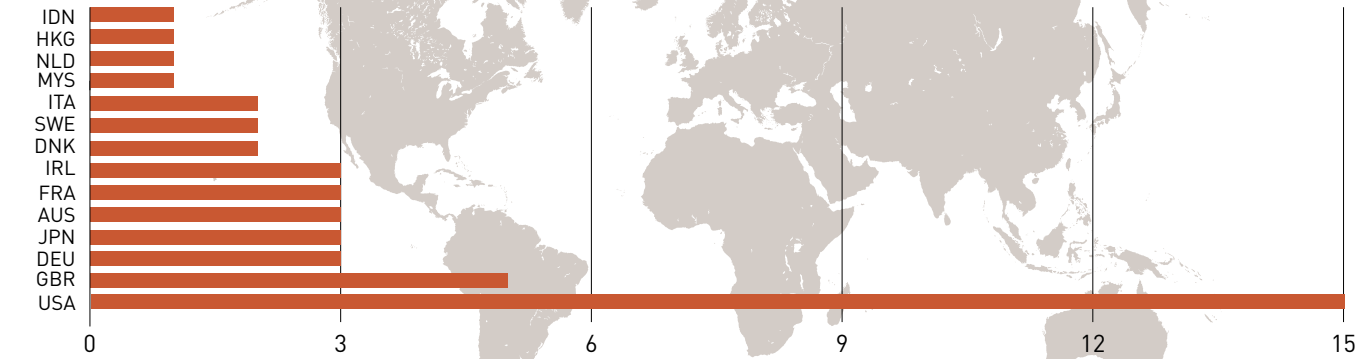 IDN
HKG
NLD
MYS
ITA
SWE
DNK
IRL
FRA
AUS
JPN
DEU
GBR
USA
0 3 6 9 12 15